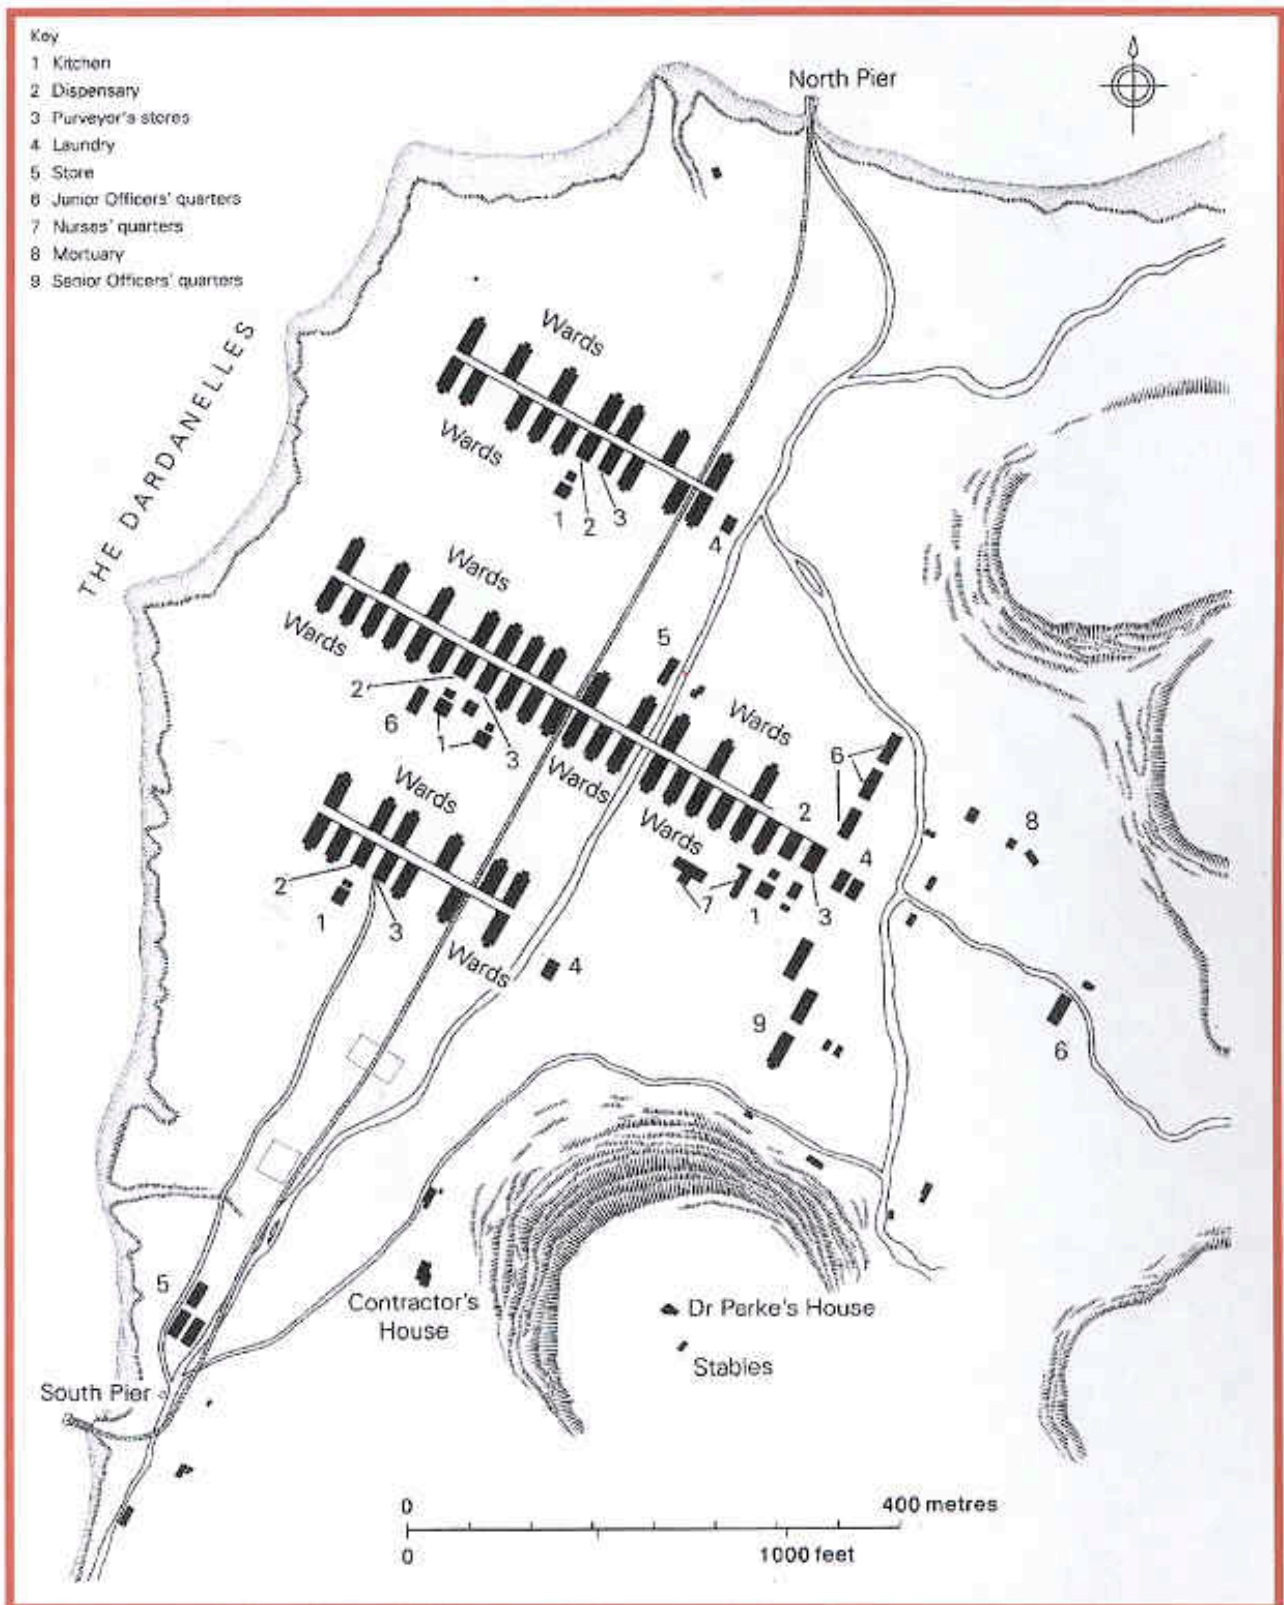 Key
1 Kitchen
2 Dispensary
3 Purveyor's stores
4 Laundry
5 Store
6 Junior Officers' quarters
7 Nurses' quarters
8 Mortuary
9 Senior Officers' quarters
North Pier
THE DARDANELLES
Wards
Wards
1
2
3
4
Wards
Wards
5
2
6
1
3
3
Wards
Wards
Wards
6
2
4
8
Wards
7
1
3
2
1
3
Wards
4
9
6
5
Contractor's
House
Dr Parke's House
Stables
South Pier
0
400 metres
0
1000 feet